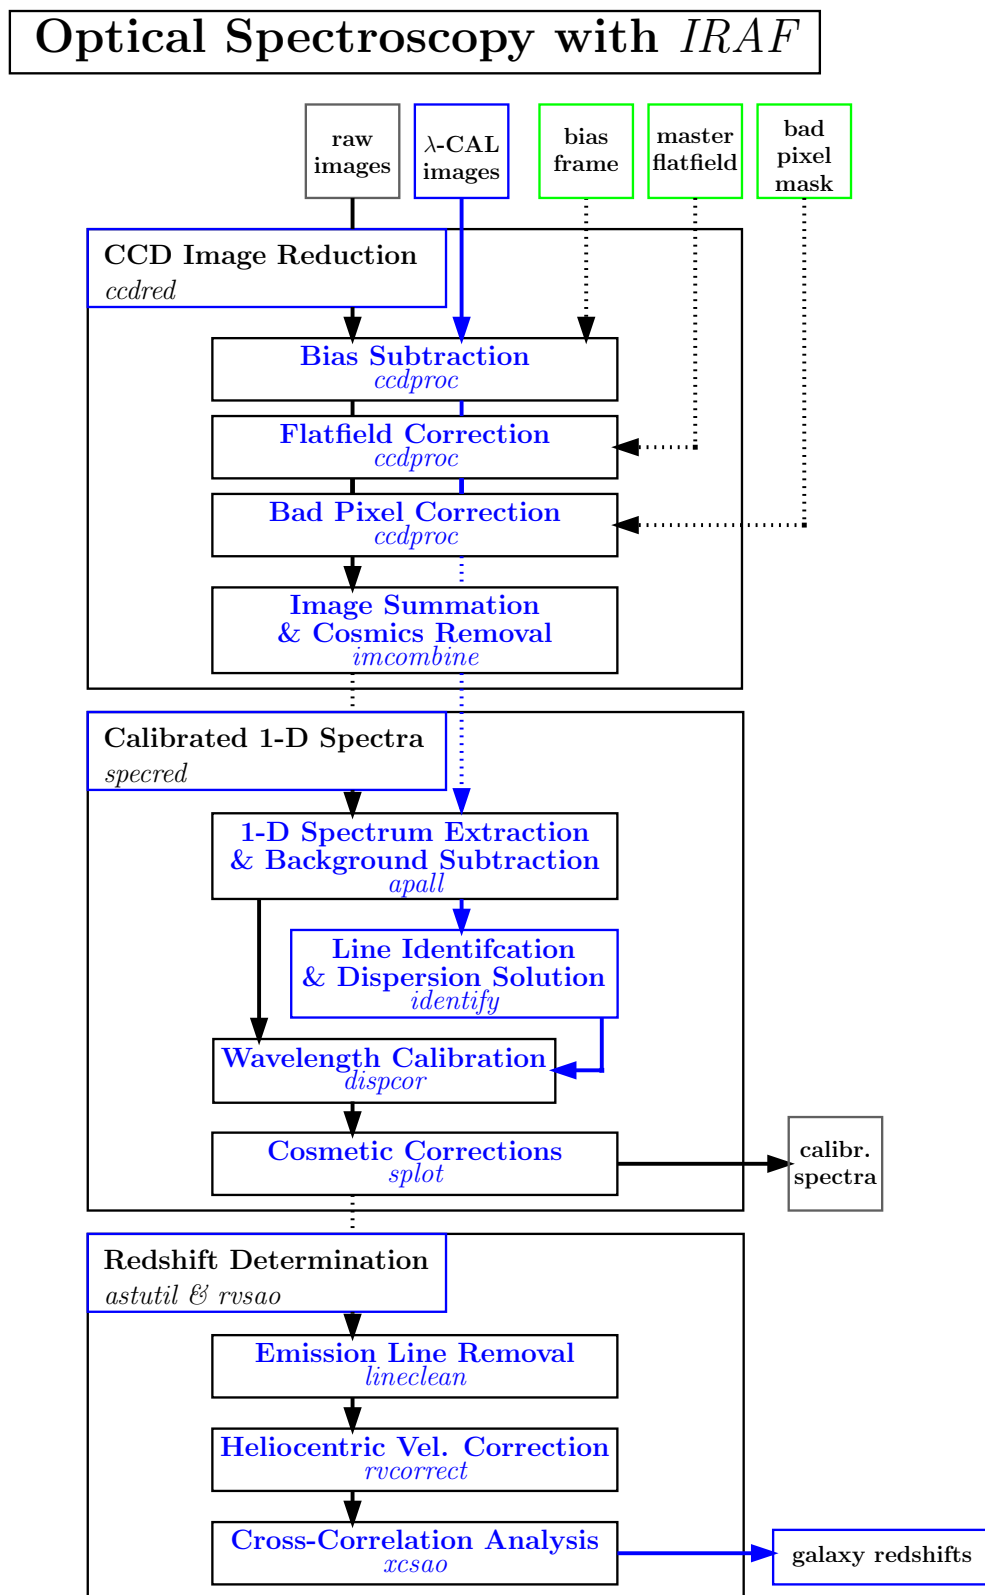 Optical Spectroscopy with IRAF
raw
images
λ-CAL
images
bias
frame
master
flatfield
bad
pixel
mask
CCD Image Reduction
ccdred
Bias Subtraction
ccdproc
Flatfield Correction
ccdproc
Bad Pixel Correction
ccdproc
Image Summation
& Cosmics Removal
imcombine
Calibrated 1-D Spectra
specred
1-D Spectrum Extraction
& Background Subtraction
apall
Line Identifcation
& Dispersion Solution
identify
Wavelength Calibration
dispcor
Cosmetic Corrections
splot
calibr.
spectra
Redshift Determination
astutil & rvsao
Emission Line Removal
lineclean
Heliocentric Vel. Correction
rvcorrect
Cross-Correlation Analysis
xcsao
galaxy redshifts